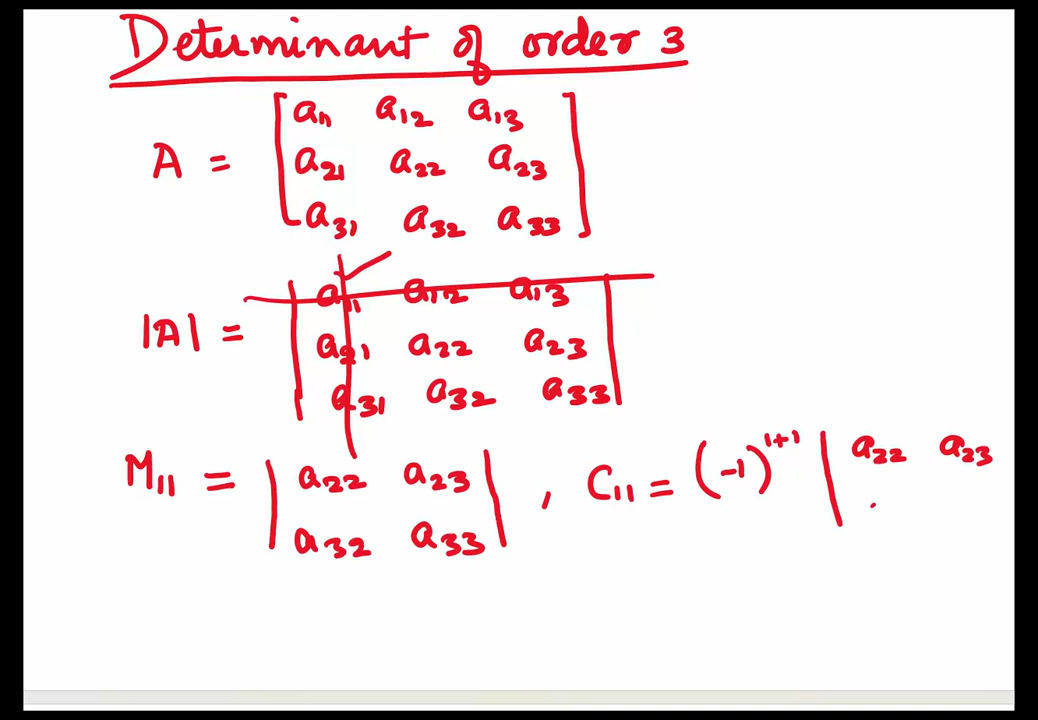 Determinant of order 3
A = [ a11 a12 a13
a21 a22 a23
a31 a32 a33 ]
|A| = | a11 a12 a13
a21 a22 a23
a31 a32 a33 |
M11 = | a22 a23 | , C11 = (-1)^1+1 | a22 a23
a32 a33